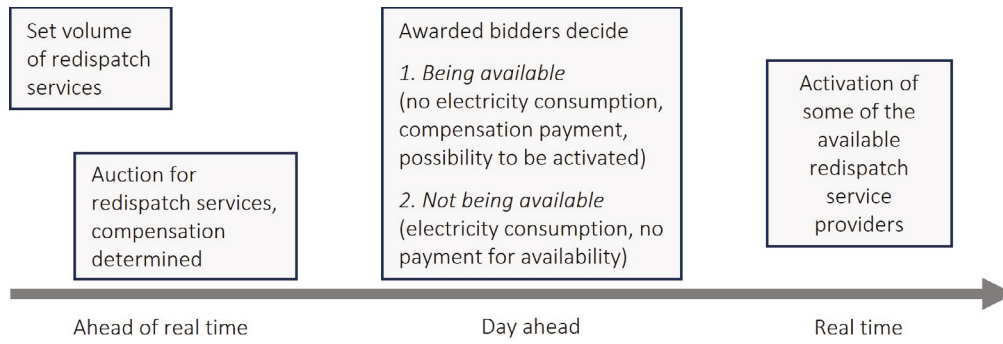 Set volume
of redispatch
services
Auction for
redispatch services,
compensation
determined
Awarded bidders decide
1. Being available
(no electricity consumption,
compensation payment,
possibility to be activated)
2. Not being available
(electricity consumption, no
payment for availability)
Activation of
some of the
available
redispatch
service
providers
Ahead of real time
Day ahead
Real time